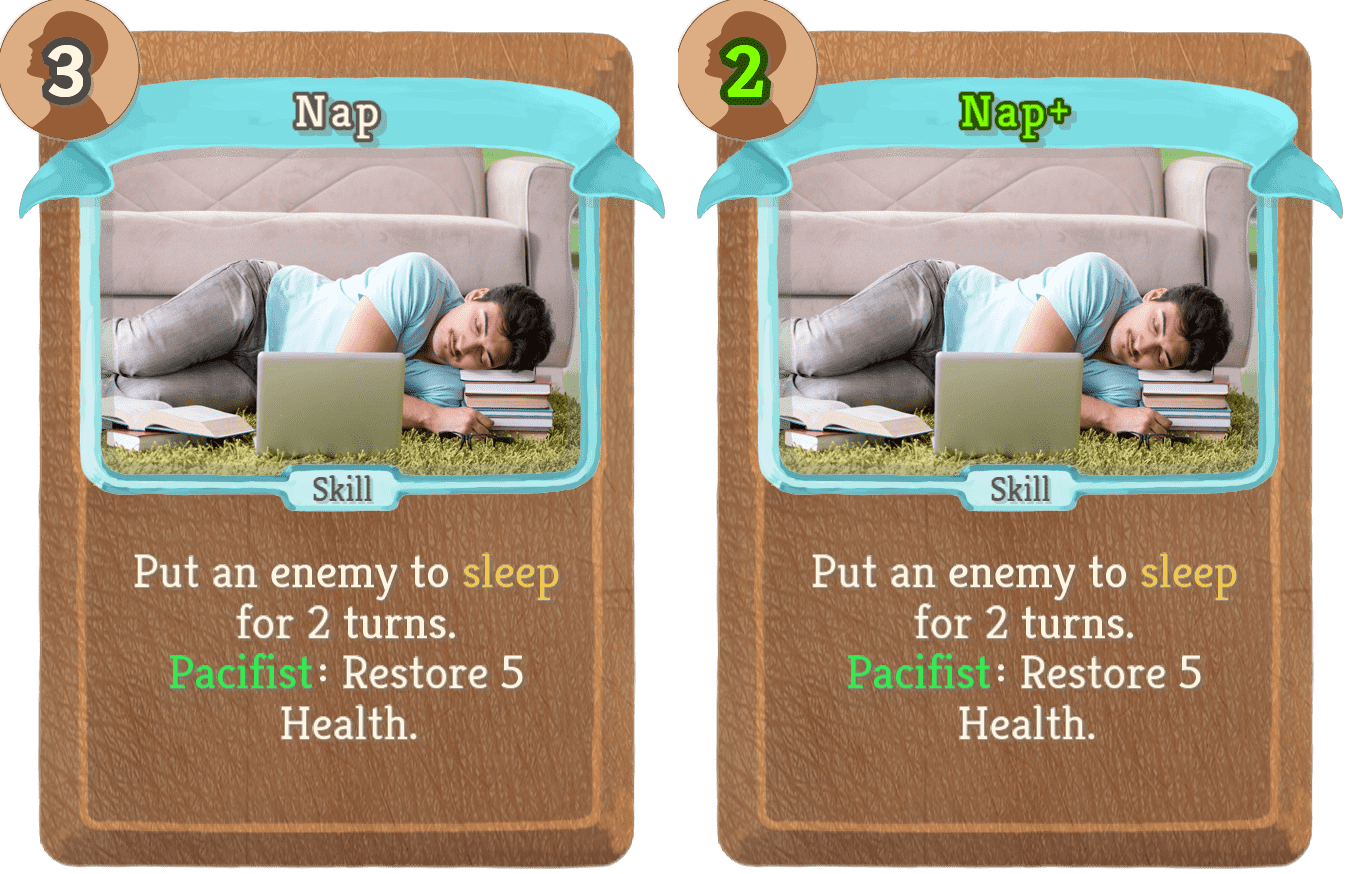 3
Nap
Skill
Put an enemy to sleep
for 2 turns.
Pacifist: Restore 5
Health.
2
Nap+
Skill
Put an enemy to sleep
for 2 turns.
Pacifist: Restore 5
Health.